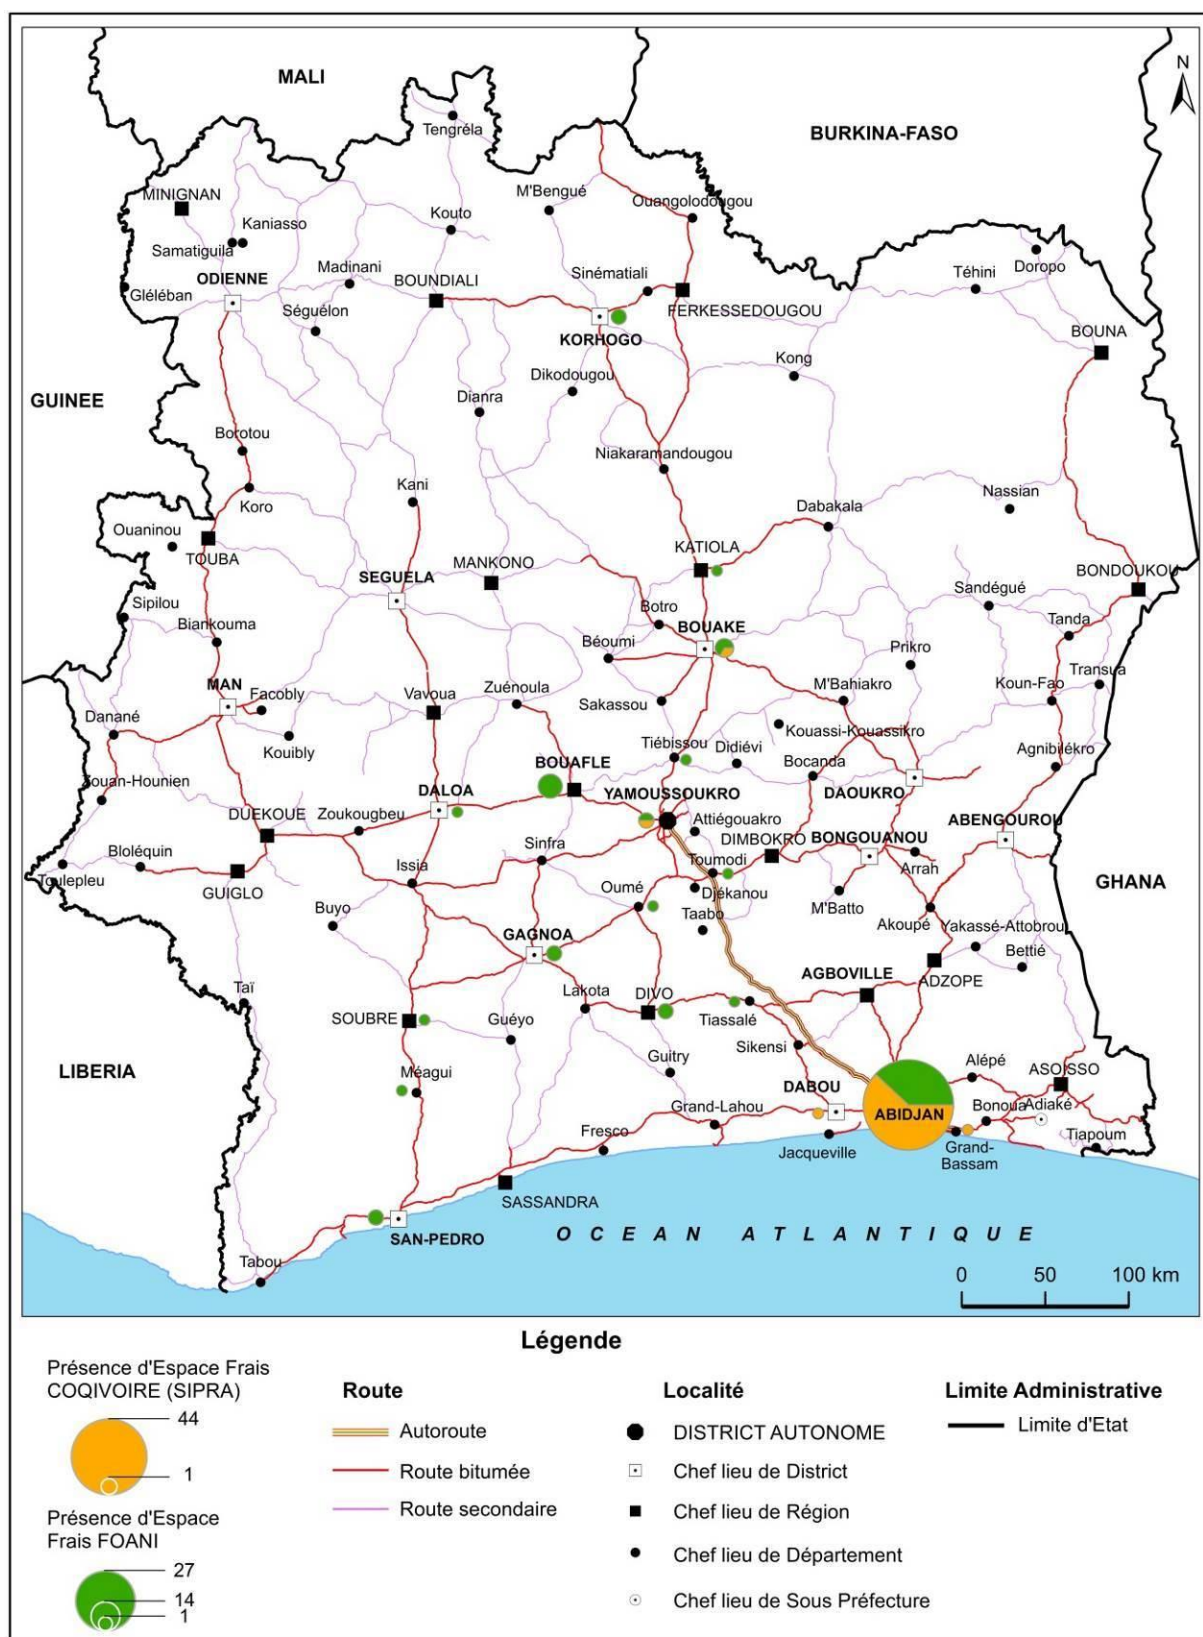 N
MALI
BURKINA-FASO
Tengréla
MINIGNAN
M'Bengué
Ouangolodougou
Kaniasso
Kouto
Samatiguila
Doropo
Madinani
Sinématiali
Téhini
ODIENNE
BOUNDIALI
Gléléban
Séguélon
FERKESSEDOUGOU
BOUNA
KORHOGO
Kong
Dikodougou
GUINEE
Dianra
Borotou
Niakaramandougou
Kani
Nassian
Koro
Dabakala
Ouaninou
TOUBA
KATIOLA
MANKONO
SEGUELA
BONDOUKOU
Sandégué
Sipilou
Botro
Tanda
Biankouma
BOUAKE
Béoumi
Prikro
Transua
MAN
Facobly
Vavoua
Zuénoula
M'Bahiakro
Koun-Fao
Sakassou
Danané
Kouassi-Kouassikro
Kouibly
Tiébissou
Didiévi
Agnibilékro
BOUAFLE
Bocanda
Zouan-Hounien
DALOA
YAMOUSSOUKRO
DAOUKRO
DUEKOUE
Zoukougbeu
Attiégouakro
ABENGOUROU
DIMBOKRO
BONGOUANOU
Bloléquin
Sinfra
Toumodi
Toulepleu
Issia
Arrah
GUIGLO
Oumé
Djékanou
GHANA
Buyo
Taabo
M'Batto
Akoupé
Yakassé-Attobrou
GAGNOA
Bettié
AGBOVILLE
ADZOPE
Taï
Lakota
DIVO
SOUBRE
Guéyo
Tiassalé
Sikensi
Guitry
Alépé
LIBERIA
Méagui
ASOISSO
DABOU
Grand-Lahou
ABIDJAN
Bonoua
Adiaké
Fresco
Tiapoum
Jacqueville
Grand-
Bassam
SASSANDRA
SAN-PEDRO
OCEAN ATLANTIQUE
Tabou
0 50 100 km
Légende
Présence d'Espace Frais
COQIVOIRE (SIPRA)
44
1
Présence d'Espace
Frais FOANI
27
14
1
Route
Autoroute
Route bitumée
Route secondaire
Localité
DISTRICT AUTONOME
Chef lieu de District
Chef lieu de Région
Chef lieu de Département
Chef lieu de Sous Préfecture
Limite Administrative
Limite d'Etat